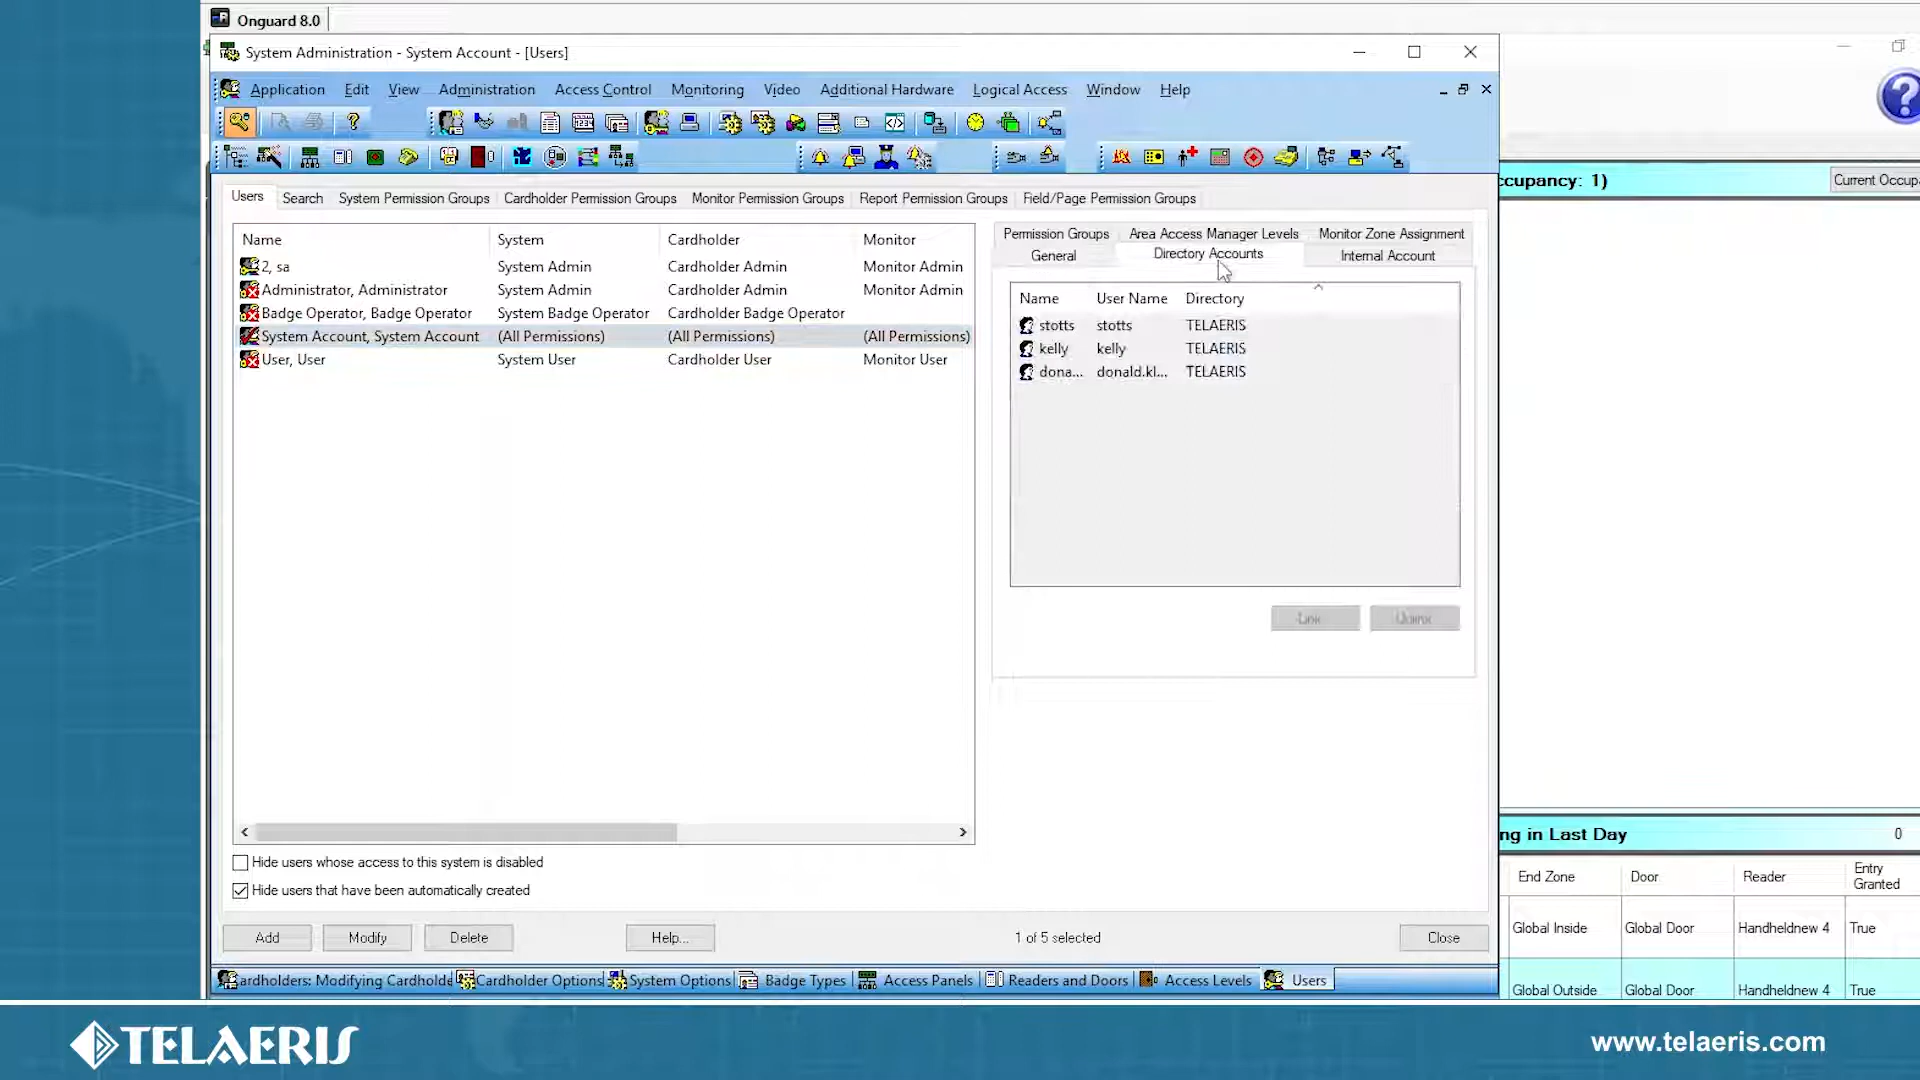 Onguard 8.0
System Administration - System Account - [Users]
Application Edit View Administration Access Control Monitoring Video Additional Hardware Logical Access Window Help
ccupancy: 1)
Current Occupa
Users Search System Permission Groups Cardholder Permission Groups Monitor Permission Groups Report Permission Groups Field/Page Permission Groups
Name System Cardholder Monitor
2, sa System Admin Cardholder Admin Monitor Admin
Administrator, Administrator System Admin Cardholder Admin Monitor Admin
Badge Operator, Badge Operator System Badge Operator Cardholder Badge Operator
System Account, System Account (All Permissions) (All Permissions) (All Permissions)
User, User System User Cardholder User Monitor User
Permission Groups Area Access Manager Levels Monitor Zone Assignment
General Directory Accounts Internal Account
Name User Name Directory
stotts stotts TELAERIS
kelly kelly TELAERIS
dona... donald.kl... TELAERIS
Link Unlink
Hide users whose access to this system is disabled
Hide users that have been automatically created
Add Modify Delete Help... 1 of 5 selected Close
ardholders: Modifying Cardholde Cardholder Options System Options Badge Types Access Panels Readers and Doors Access Levels Users
ng in Last Day 0
End Zone Door Reader Entry
Granted
Global Inside Global Door Handheldnew 4 True
Global Outside Global Door Handheldnew 4 True
TELAERIS
www.telaeris.com